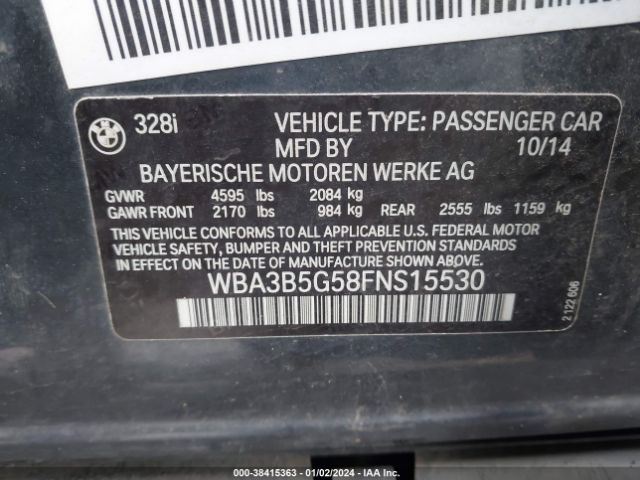 328i VEHICLE TYPE: PASSENGER CAR
MFD BY 10/14
BAYERISCHE MOTOREN WERKE AG
GVWR 4595 lbs 2084 kg
GAWR FRONT 2170 lbs 984 kg REAR 2555 lbs 1159 kg
THIS VEHICLE CONFORMS TO ALL APPLICABLE U.S. FEDERAL MOTOR
VEHICLE SAFETY, BUMPER AND THEFT PREVENTION STANDARDS
IN EFFECT ON THE DATE OF MANUFACTURE SHOWN ABOVE.
WBA3B5G58FNS15530
2 122 606
000-38415363 - 01/02/2024 - IAA Inc.